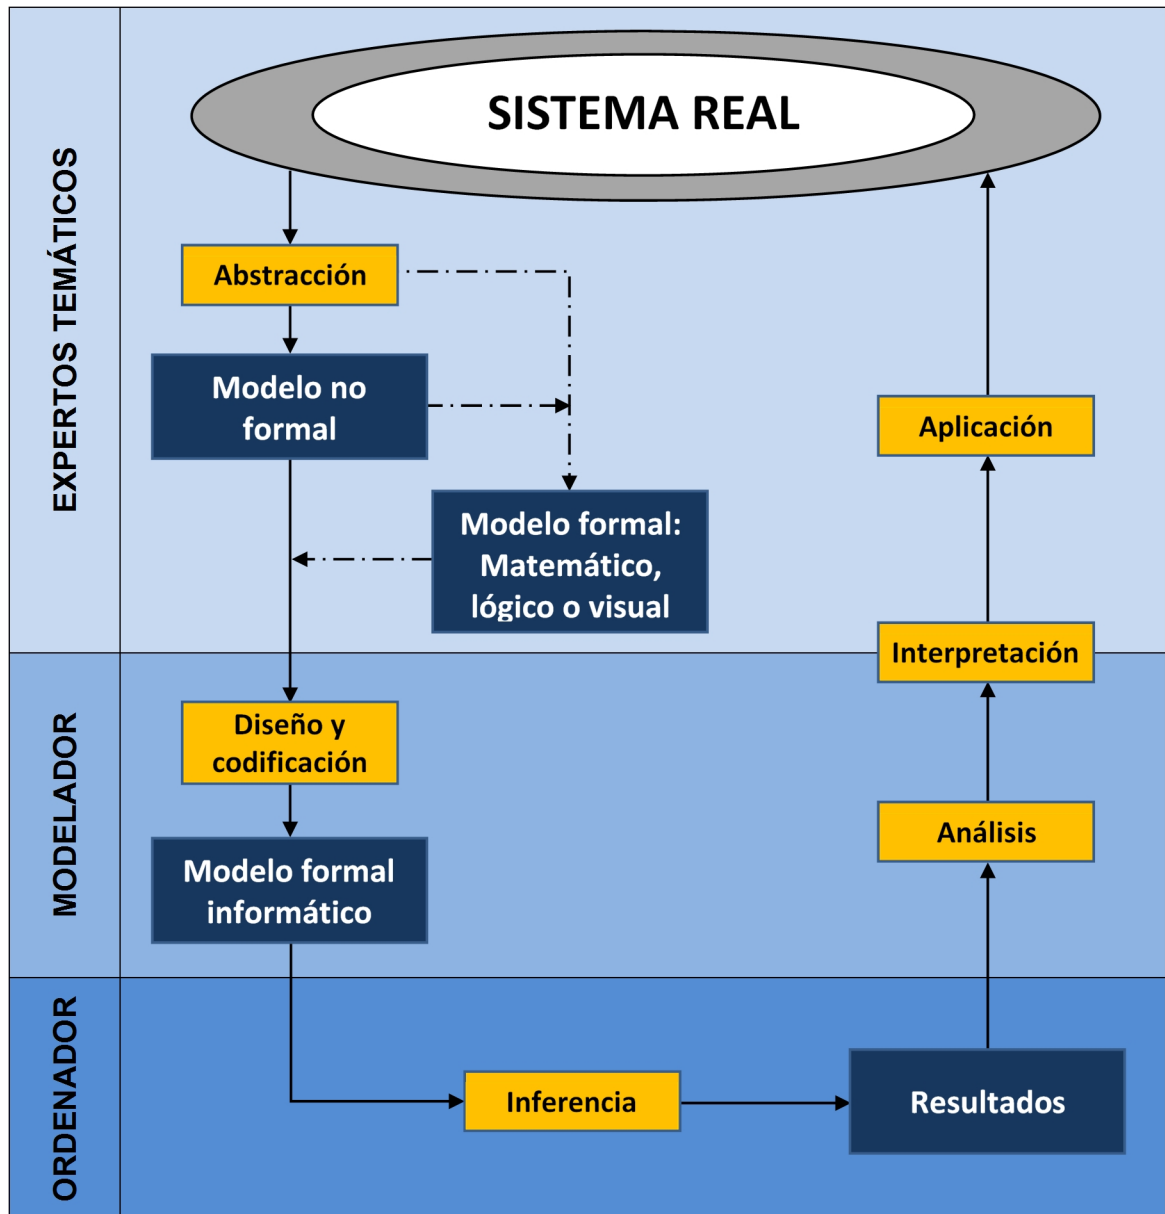 SISTEMA REAL
EXPERTOS TEMÁTICOS
Abstracción
Modelo no
formal
Aplicación
Modelo formal:
Matemático,
lógico o visual
Interpretación
MODELADOR
Diseño y
codificación
Análisis
Modelo formal
informático
ORDENADOR
Inferencia
Resultados